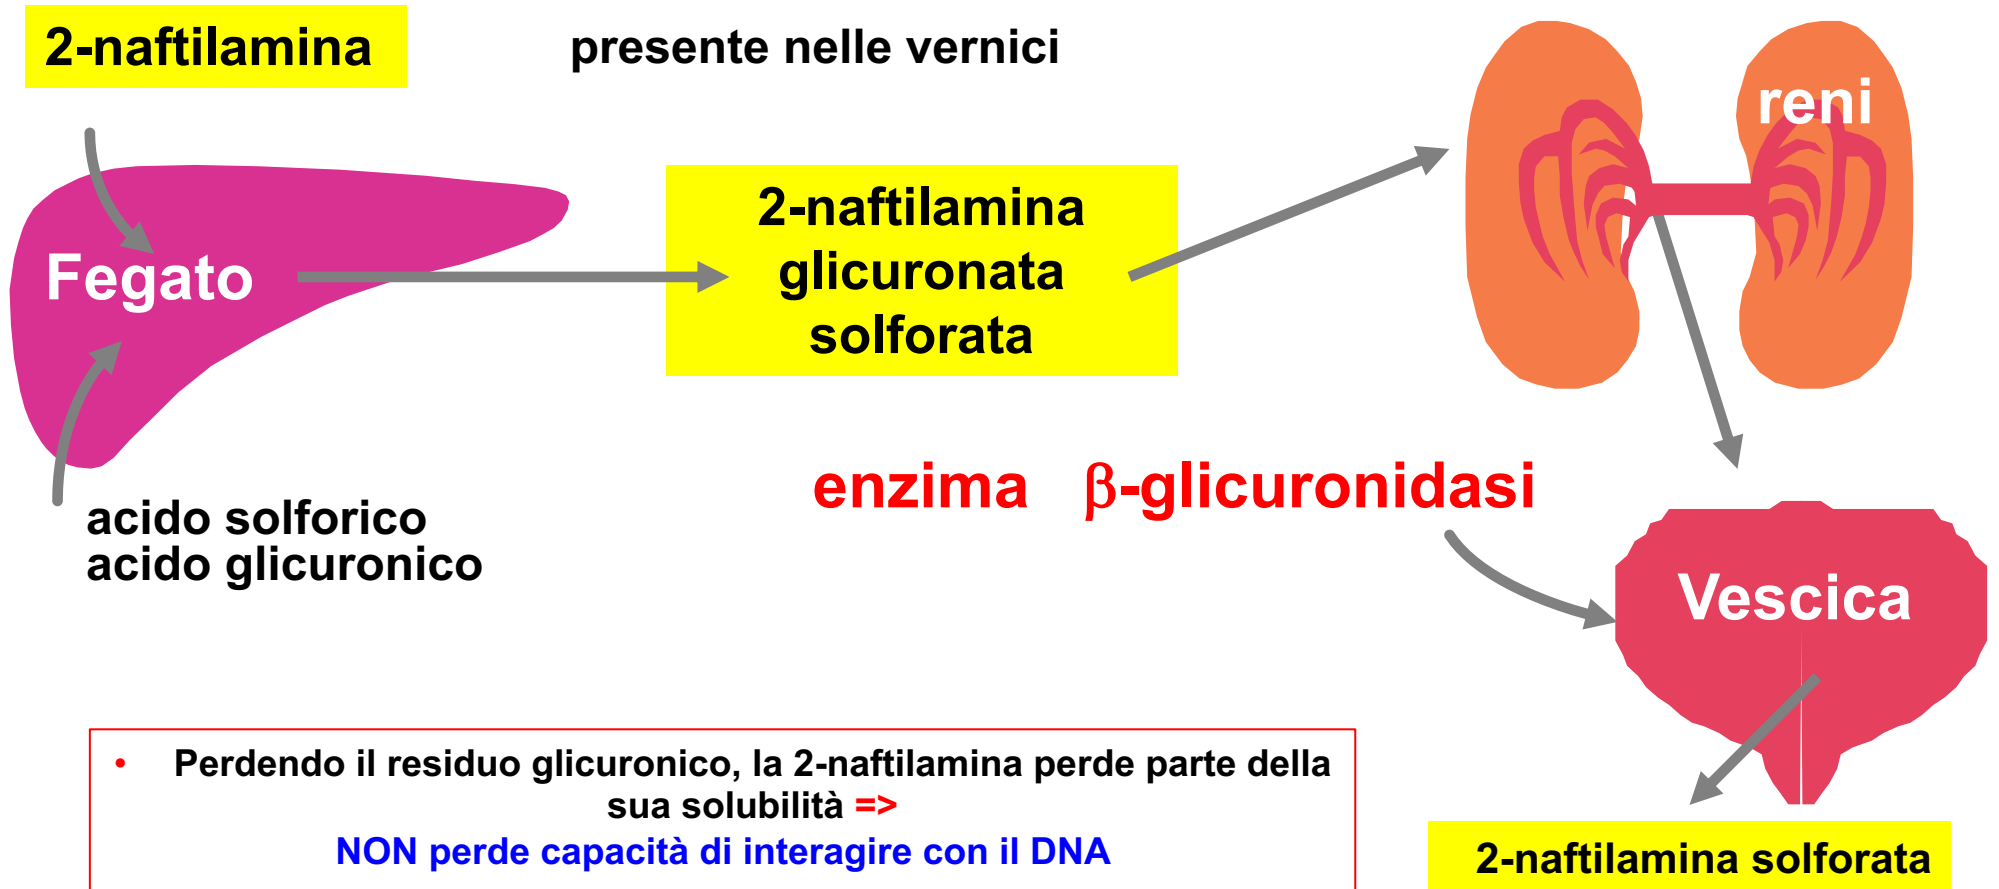 2-naftilamina
presente nelle vernici
reni
2-naftilamina
glicuronata
solforata
Fegato
enzima β-glicuronidasi
acido solforico
acido glicuronico
Vescica
• Perdendo il residuo glicuronico, la 2-naftilamina perde parte della
sua solubilità =>
NON perde capacità di interagire con il DNA
2-naftilamina solforata